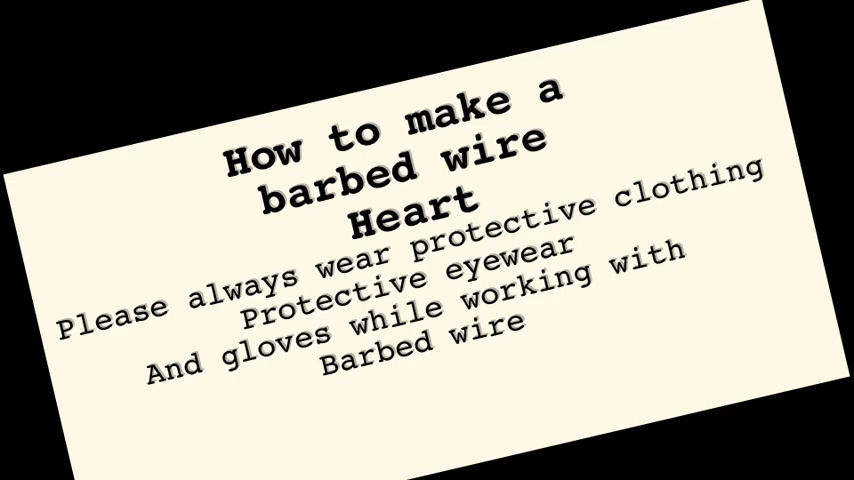 How to make a
barbed wire
Heart
Please always wear protective clothing
Protective eyewear
And gloves while working with
Barbed wire